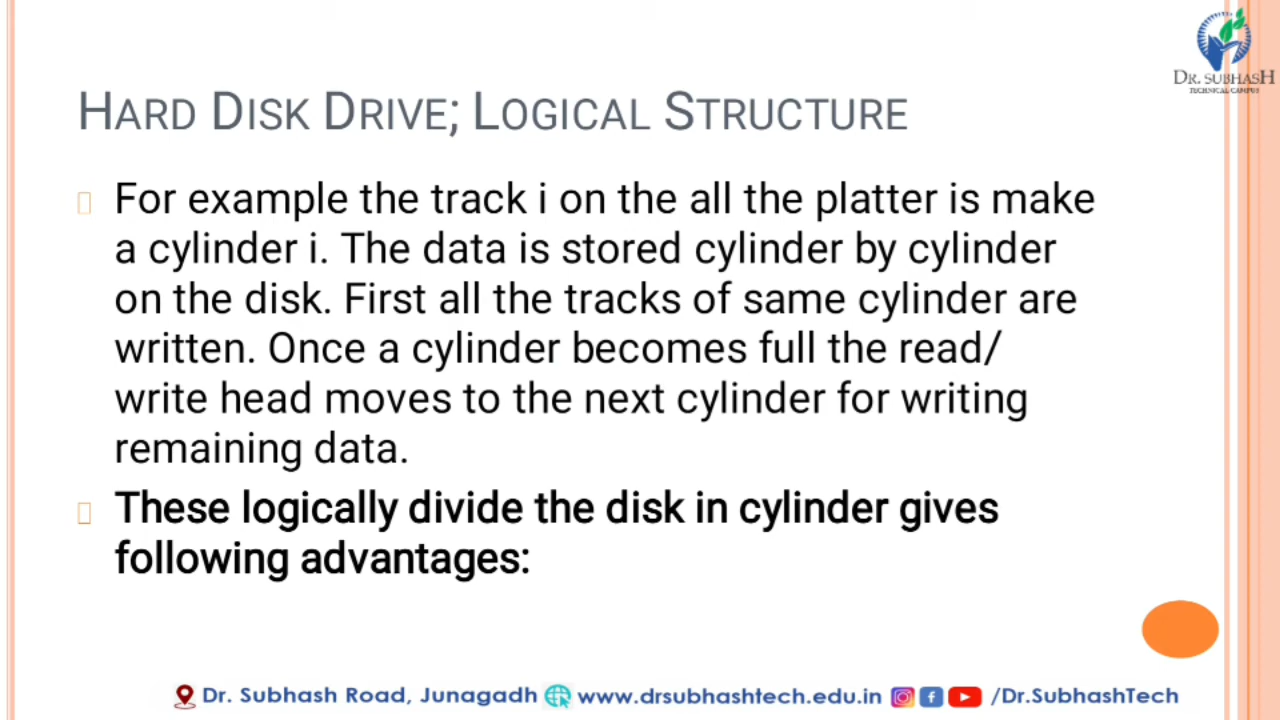 DR. SUBHASH
TECHNICAL CAMPUS
HARD DISK DRIVE; LOGICAL STRUCTURE
For example the track i on the all the platter is make
a cylinder i. The data is stored cylinder by cylinder
on the disk. First all the tracks of same cylinder are
written. Once a cylinder becomes full the read/
write head moves to the next cylinder for writing
remaining data.
These logically divide the disk in cylinder gives
following advantages:
Dr. Subhash Road, Junagadh www.drsubhashtech.edu.in /Dr.SubhashTech